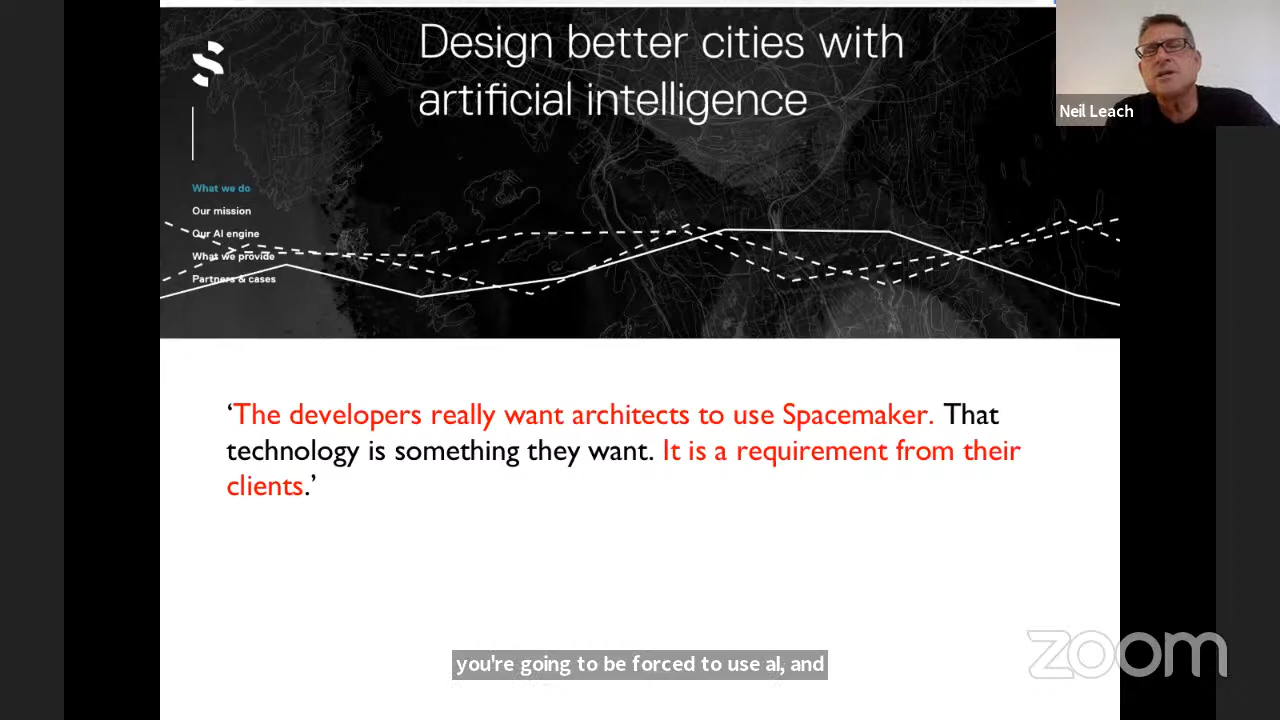 Design better cities with
artificial intelligence
Neil Leach
What we do
Our mission
Our AI engine
What we provide
Partners & cases
‘The developers really want architects to use Spacemaker. That
technology is something they want. It is a requirement from their
clients.’
you're going to be forced to use al, and
zoom